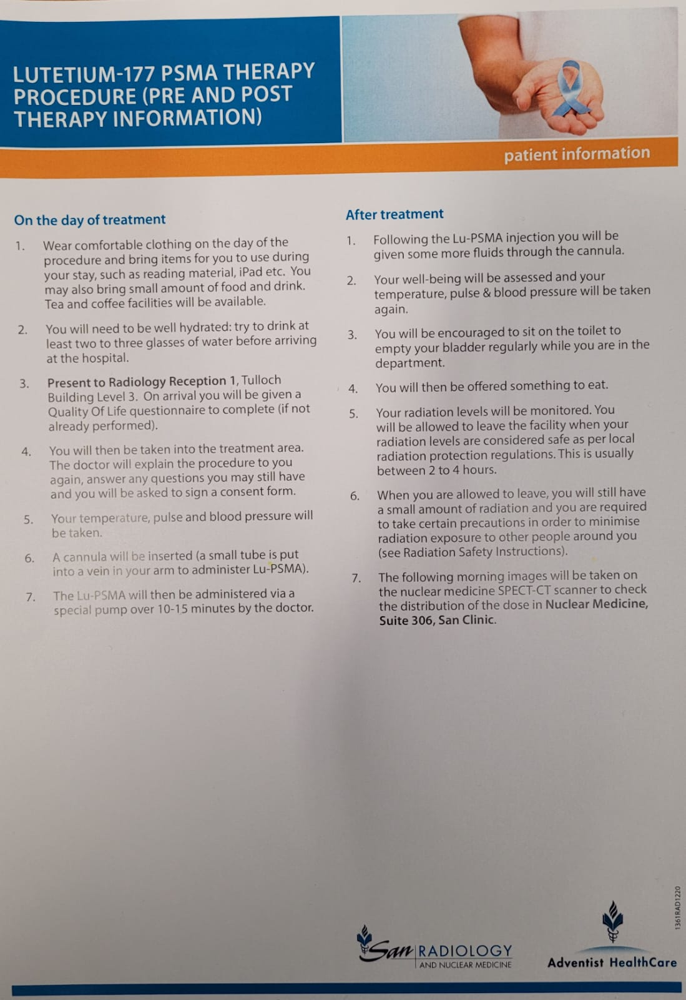 LUTETIUM-177 PSMA THERAPY
PROCEDURE (PRE AND POST
THERAPY INFORMATION)
patient information
On the day of treatment
1. Wear comfortable clothing on the day of the
procedure and bring items for you to use during
your stay, such as reading material, iPad etc. You
may also bring small amount of food and drink.
Tea and coffee facilities will be available.
2. You will need to be well hydrated: try to drink at
least two to three glasses of water before arriving
at the hospital.
3. Present to Radiology Reception 1, Tulloch
Building Level 3. On arrival you will be given a
Quality Of Life questionnaire to complete (if not
already performed).
4. You will then be taken into the treatment area.
The doctor will explain the procedure to you
again, answer any questions you may still have
and you will be asked to sign a consent form.
5. Your temperature, pulse and blood pressure will
be taken.
6. A cannula will be inserted (a small tube is put
into a vein in your arm to administer Lu-PSMA).
7. The Lu-PSMA will then be administered via a
special pump over 10-15 minutes by the doctor.
After treatment
1. Following the Lu-PSMA injection you will be
given some more fluids through the cannula.
2. Your well-being will be assessed and your
temperature, pulse & blood pressure will be taken
again.
3. You will be encouraged to sit on the toilet to
empty your bladder regularly while you are in the
department.
4. You will then be offered something to eat.
5. Your radiation levels will be monitored. You
will be allowed to leave the facility when your
radiation levels are considered safe as per local
radiation protection regulations. This is usually
between 2 to 4 hours.
6. When you are allowed to leave, you will still have
a small amount of radiation and you are required
to take certain precautions in order to minimise
radiation exposure to other people around you
(see Radiation Safety Instructions).
7. The following morning images will be taken on
the nuclear medicine SPECT-CT scanner to check
the distribution of the dose in Nuclear Medicine,
Suite 306, San Clinic.
1361RAD1220
San RADIOLOGY
AND NUCLEAR MEDICINE
Adventist HealthCare